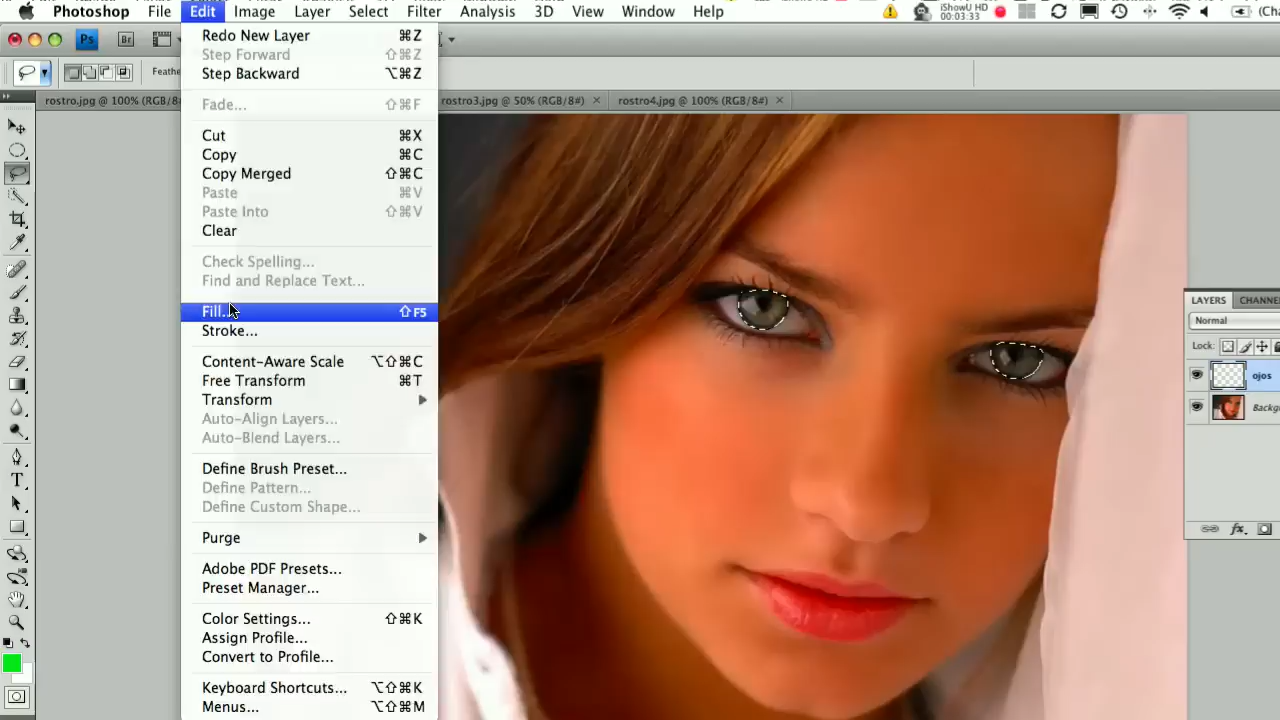 Photoshop File Edit Image Layer Select Filter Analysis 3D View Window Help
iShowU HD
00:03:33
Ps Br
Feathe
rostro.jpg @ 100% (RGB/8# rostro3.jpg @ 50% (RGB/8#) × rostro4.jpg @ 100% (RGB/8#) ×
Redo New Layer ⌘Z
Step Forward ⇧⌘Z
Step Backward ⌥⌘Z
Fade... ⇧⌘F
Cut ⌘X
Copy ⌘C
Copy Merged ⇧⌘C
Paste ⌘V
Paste Into ⇧⌘V
Clear
Check Spelling...
Find and Replace Text...
Fill... ⇧F5
Stroke...
Content-Aware Scale ⌥⇧⌘C
Free Transform ⌘T
Transform
Auto-Align Layers...
Auto-Blend Layers...
Define Brush Preset...
Define Pattern...
Define Custom Shape...
Purge
Adobe PDF Presets...
Preset Manager...
Color Settings... ⇧⌘K
Assign Profile...
Convert to Profile...
Keyboard Shortcuts... ⌥⇧⌘K
Menus... ⌥⇧⌘M
LAYERS CHANNE
Normal
Lock:
ojos
Backg